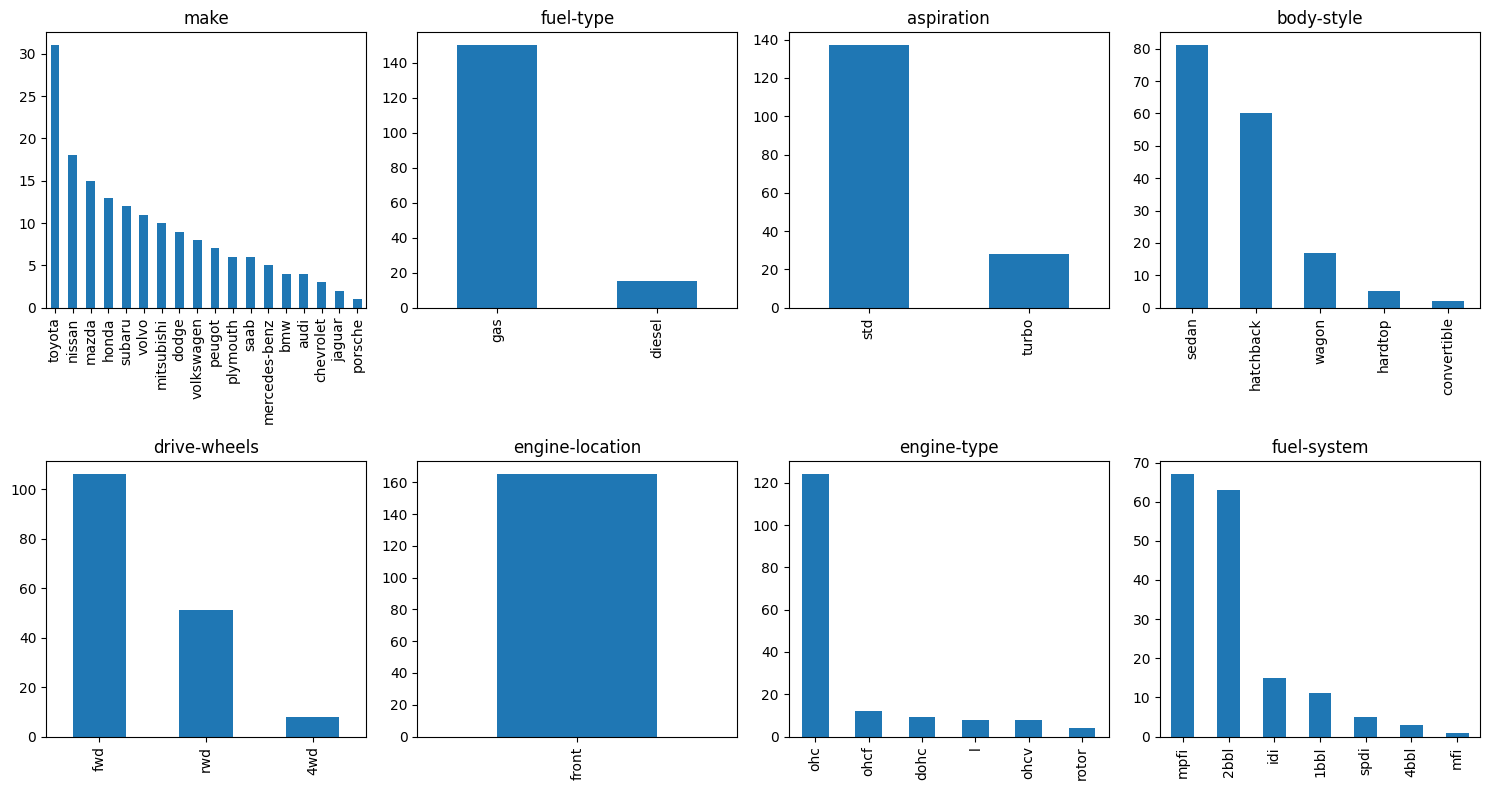 make
30
25
20
15
10
5
0
toyota
nissan
mazda
honda
subaru
volvo
mitsubishi
dodge
volkswagen
peugot
plymouth
saab
mercedes-benz
bmw
audi
chevrolet
jaguar
porsche
fuel-type
140
120
100
80
60
40
20
0
gas
diesel
aspiration
140
120
100
80
60
40
20
0
std
turbo
body-style
80
70
60
50
40
30
20
10
0
sedan
hatchback
wagon
hardtop
convertible
drive-wheels
100
80
60
40
20
0
fwd
rwd
4wd
engine-location
160
140
120
100
80
60
40
20
0
front
engine-type
120
100
80
60
40
20
0
ohc
ohcf
dohc
l
ohcv
rotor
fuel-system
70
60
50
40
30
20
10
0
mpfi
2bbl
idi
1bbl
spdi
4bbl
mfi